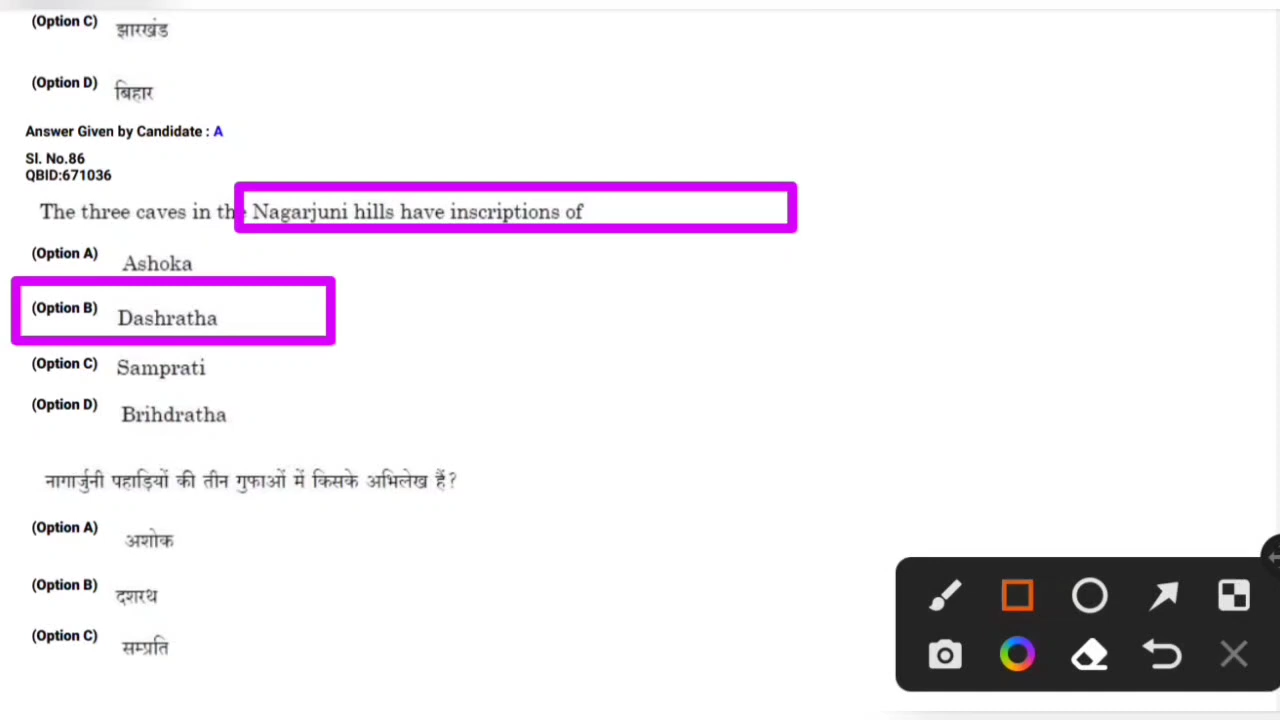 (Option C) झारखंड
(Option D) बिहार
Answer Given by Candidate : A
Sl. No.86
QBID:671036
The three caves in the Nagarjuni hills have inscriptions of
(Option A) Ashoka
(Option B) Dashratha
(Option C) Samprati
(Option D) Brihdratha
नागार्जुनी पहाड़ियों की तीन गुफाओं में किसके अभिलेख हैं?
(Option A) अशोक
(Option B) दशरथ
(Option C) सम्प्रति